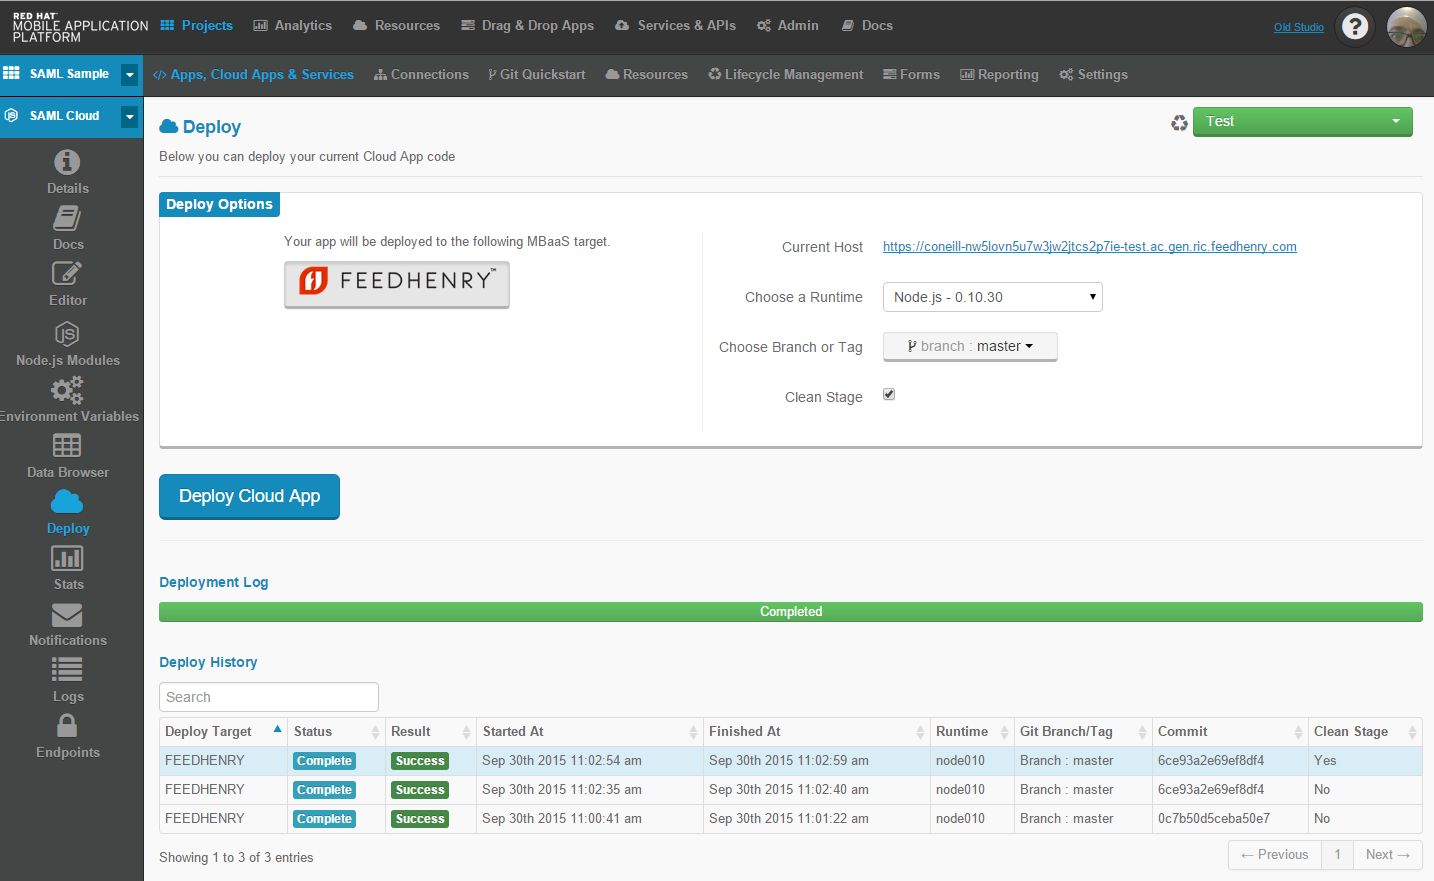 RED HAT
MOBILE APPLICATION
PLATFORM
Projects
Analytics
Resources
Drag & Drop Apps
Services & APIs
Admin
Docs
Old Studio
?
SAML Sample
Apps, Cloud Apps & Services
Connections
Git Quickstart
Resources
Lifecycle Management
Forms
Reporting
Settings
SAML Cloud
Details
Docs
Editor
Node.js Modules
Environment Variables
Data Browser
Deploy
Stats
Notifications
Logs
Endpoints
Deploy
Test
Below you can deploy your current Cloud App code
Deploy Options
Your app will be deployed to the following MBaaS target.
FEEDHENRY™
Current Host https://coneill-nw5lovn5u7w3jw2jtcs2p7ie-test.ac.gen.ric.feedhenry.com
Choose a Runtime Node.js - 0.10.30
Choose Branch or Tag branch : master
Clean Stage
Deploy Cloud App
Deployment Log
Completed
Deploy History
Search
Deploy Target Status Result Started At Finished At Runtime Git Branch/Tag Commit Clean Stage
FEEDHENRY Complete Success Sep 30th 2015 11:02:54 am Sep 30th 2015 11:02:59 am node010 Branch : master 6ce93a2e69ef8df4 Yes
FEEDHENRY Complete Success Sep 30th 2015 11:02:35 am Sep 30th 2015 11:02:40 am node010 Branch : master 6ce93a2e69ef8df4 No
FEEDHENRY Complete Success Sep 30th 2015 11:00:41 am Sep 30th 2015 11:01:22 am node010 Branch : master 0c7b50d5ceba50e7 No
Showing 1 to 3 of 3 entries
← Previous 1 Next →